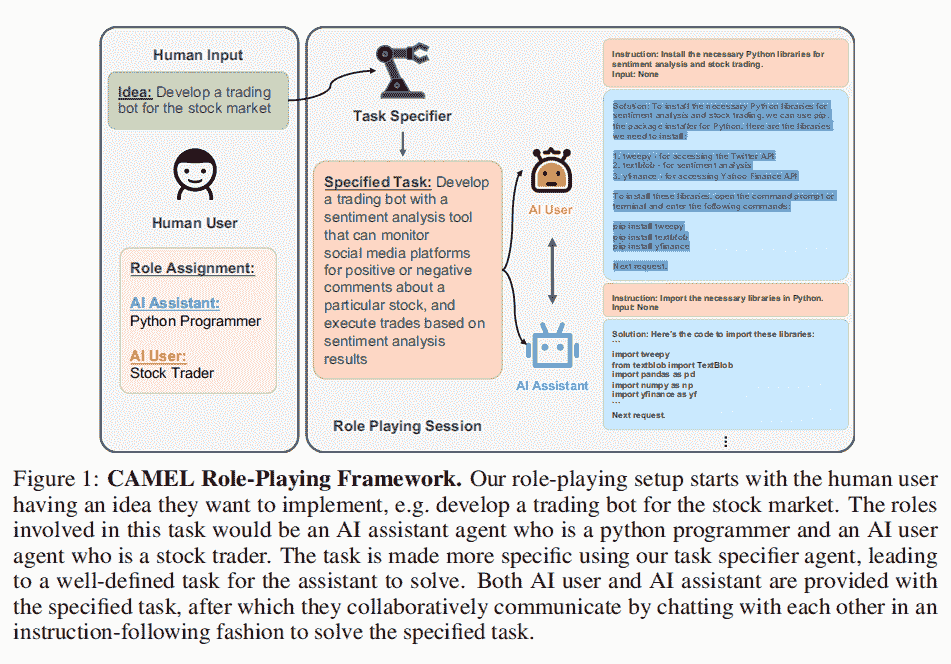 Human Input
Idea: Develop a trading
bot for the stock market
Human User
Role Assignment:
AI Assistant:
Python Programmer
AI User:
Stock Trader
Task Specifier
Specified Task: Develop
a trading bot with a
sentiment analysis tool
that can monitor
social media platforms
for positive or negative
comments about a
particular stock, and
execute trades based on
sentiment analysis
results
Role Playing Session
AI User
AI Assistant
Instruction: Install the necessary Python libraries for
sentiment analysis and stock trading.
Input: None
Solution: To install the necessary Python libraries for
sentiment analysis and stock trading, we can use pip,
the package installer for Python. Here are the libraries
we need to install:
1. tweepy - for accessing the Twitter API
2. textblob - for sentiment analysis
3. yfinance - for accessing Yahoo Finance API
To install these libraries, open the command prompt or
terminal and enter the following commands:
pip install tweepy
pip install textblob
pip install yfinance
Next request.
Instruction: Import the necessary libraries in Python.
Input: None
Solution: Here's the code to import these libraries:
```
import tweepy
from textblob import TextBlob
import pandas as pd
import numpy as np
import yfinance as yf
```
Next request.
Figure 1: CAMEL Role-Playing Framework. Our role-playing setup starts with the human user
having an idea they want to implement, e.g. develop a trading bot for the stock market. The roles
involved in this task would be an AI assistant agent who is a python programmer and an AI user
agent who is a stock trader. The task is made more specific using our task specifier agent, leading
to a well-defined task for the assistant to solve. Both AI user and AI assistant are provided with
the specified task, after which they collaboratively communicate by chatting with each other in an
instruction-following fashion to solve the specified task.